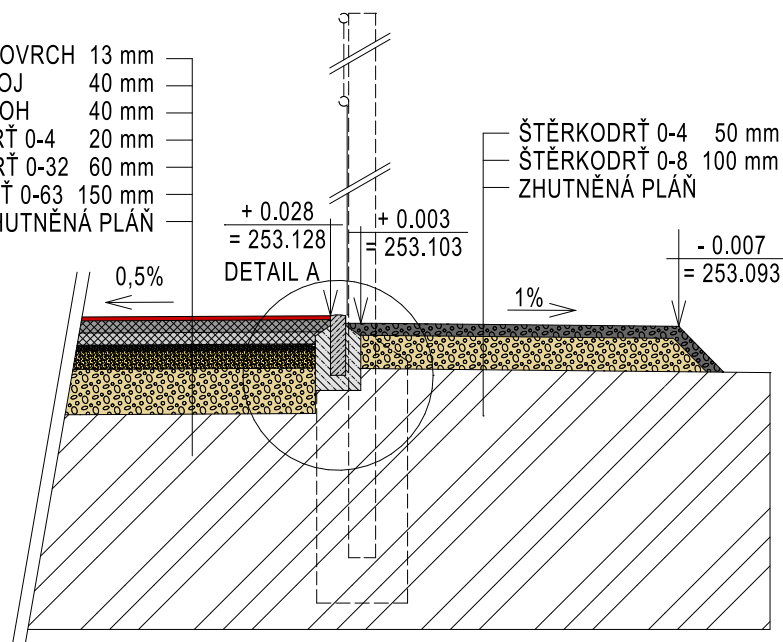 OVRCH 13 mm
OJ 40 mm
OH 40 mm
RŤ 0-4 20 mm
RŤ 0-32 60 mm
Ť 0-63 150 mm
HUTNĚNÁ PLÁŇ
ŠTĚRKODRŤ 0-4 50 mm
ŠTĚRKODRŤ 0-8 100 mm
ZHUTNĚNÁ PLÁŇ
+ 0.028
= 253.128
DETAIL A
+ 0.003
= 253.103
- 0.007
= 253.093
0,5%
1%